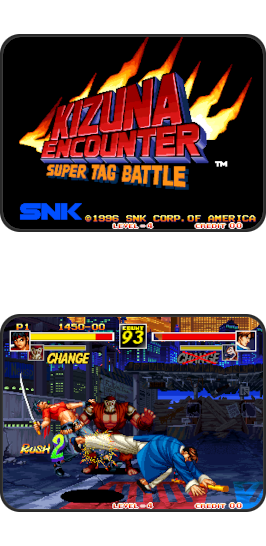 KIZUNA
ENCOUNTER
SUPER TAG BATTLE
™
SNK
©1996 SNK CORP. OF AMERICA
LEVEL-4 CREDIT 00
P1 1450-00
COUNT
93
CHANGE CHANGE
RUSH 2
LEVEL-4 CREDIT 00